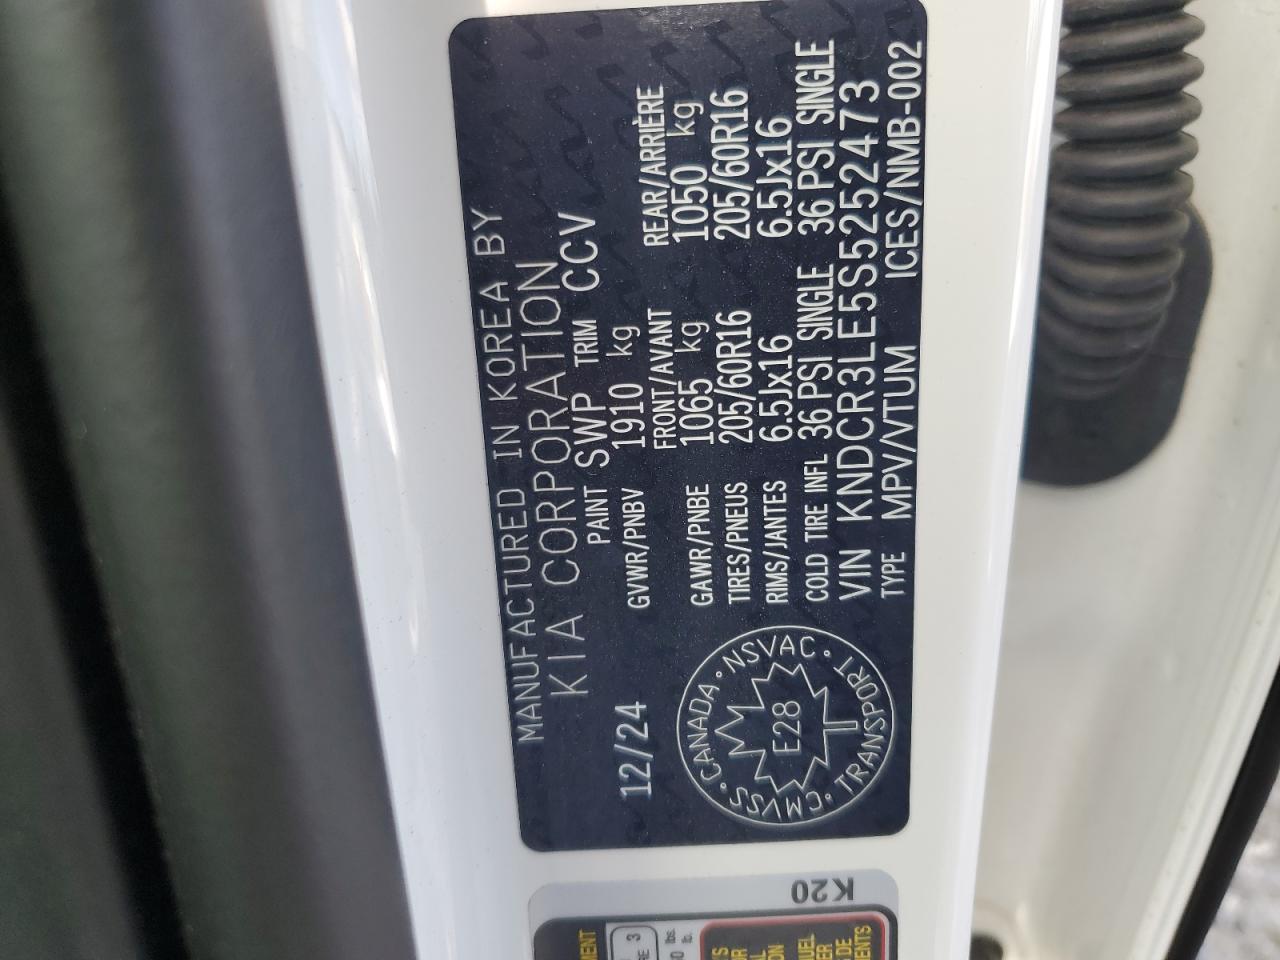 MANUFACTURED IN KOREA BY
KIA CORPORATION
12/24 PAINT SWP TRIM CCV
GVWR/PNBV 1910 kg
FRONT/AVANT REAR/ARRIÈRE
GAWR/PNBE 1065 kg 1050 kg
TIRES/PNEUS 205/60R16 205/60R16
RIMS/JANTES 6.5Jx16 6.5Jx16
COLD TIRE INFL 36 PSI SINGLE 36 PSI SINGLE
VIN KNDCR3LE5S5252473
TYPE MPV/VTUM ICES/NMB-002
CANADA • NSVAC • TRANSPORT • CMVSS •
E28
K20
3
lbs.
lb.